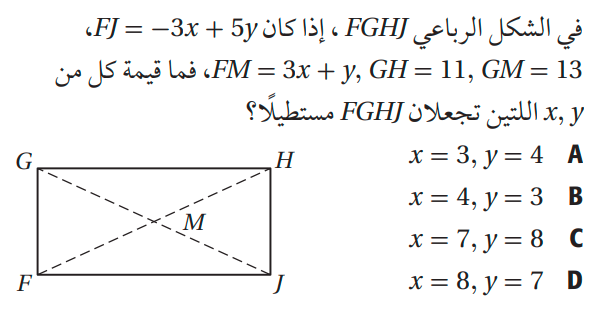 في الشكل الرباعي FGHJ ، إذا كان FJ = −3x + 5y،
FM = 3x + y, GH = 11, GM = 13، فما قيمة كل من
x, y اللتين تجعلان FGHJ مستطيلًا؟
A x = 3, y = 4
B x = 4, y = 3
C x = 7, y = 8
D x = 8, y = 7
G H
M
F J